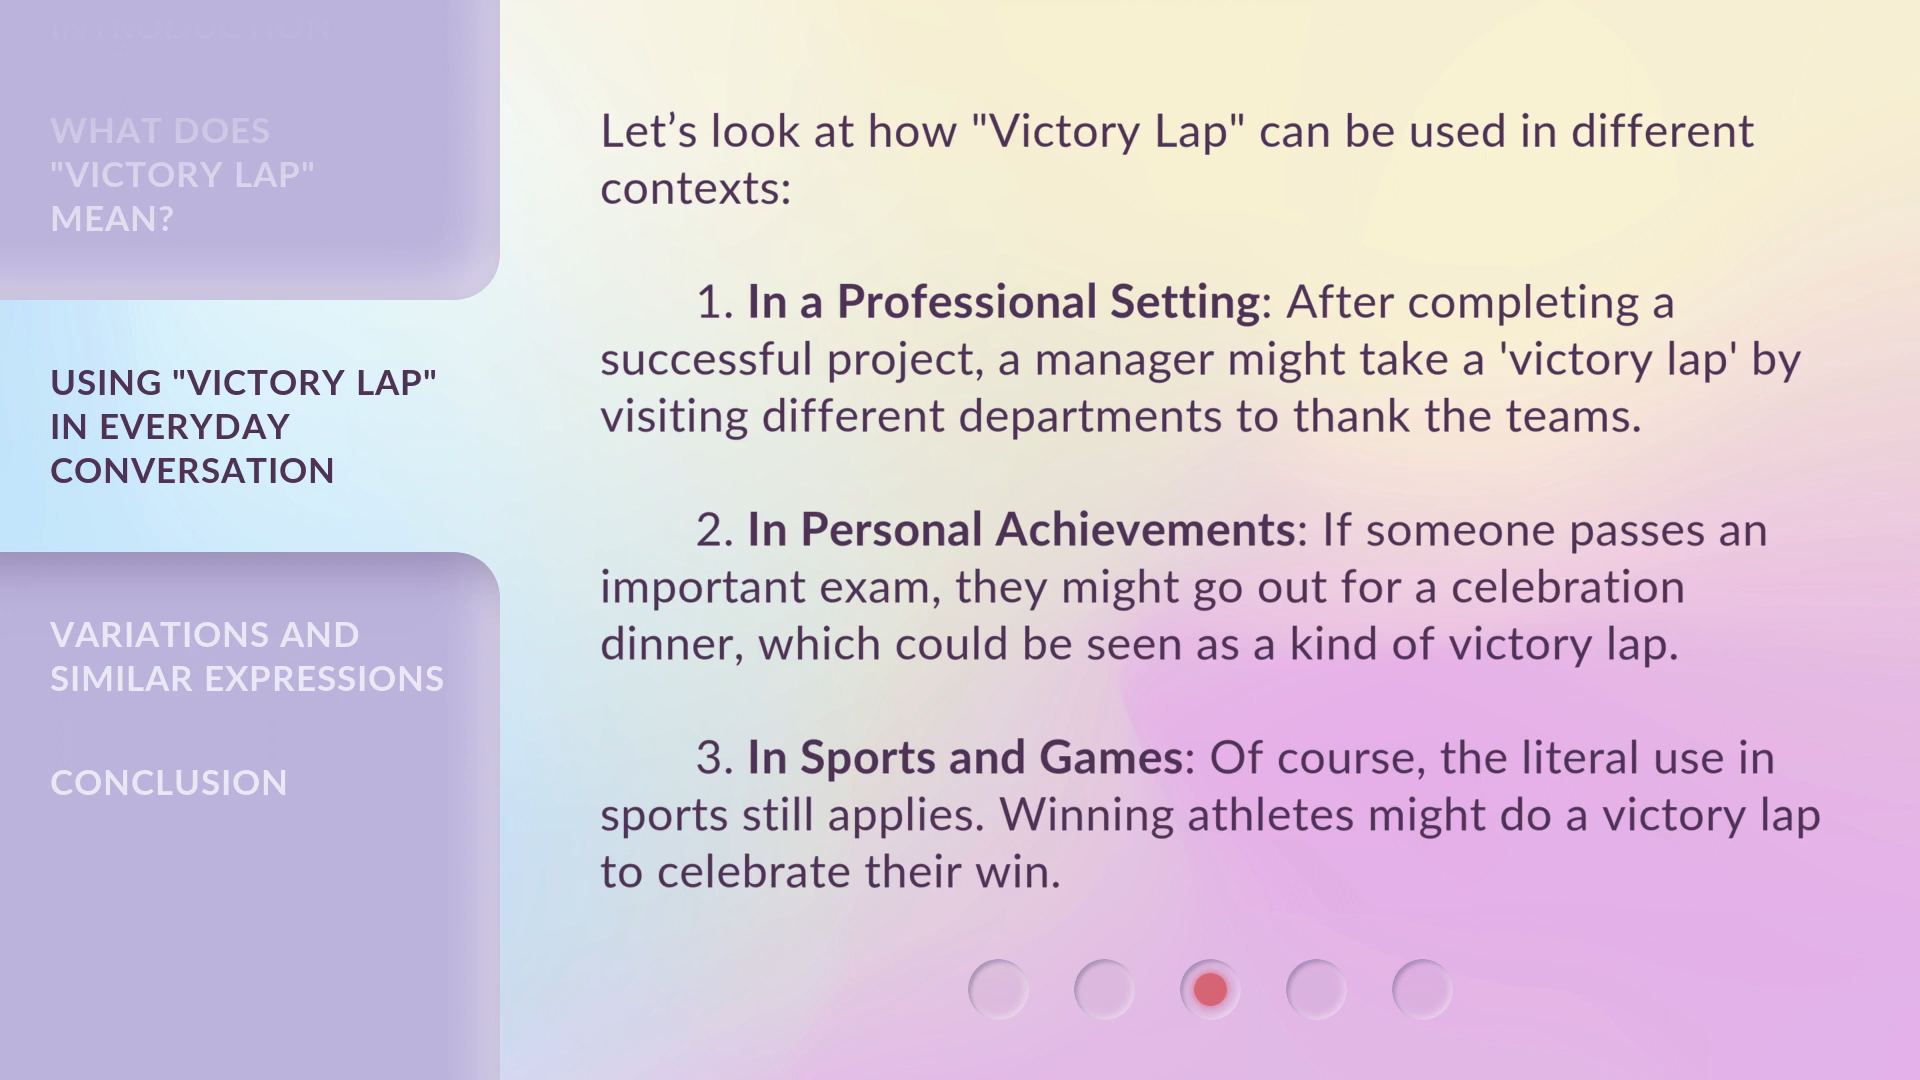 INTRODUCTION
WHAT DOES
"VICTORY LAP"
MEAN?
USING "VICTORY LAP"
IN EVERYDAY
CONVERSATION
VARIATIONS AND
SIMILAR EXPRESSIONS
CONCLUSION
Let’s look at how "Victory Lap" can be used in different
contexts:
1. In a Professional Setting: After completing a
successful project, a manager might take a 'victory lap' by
visiting different departments to thank the teams.
2. In Personal Achievements: If someone passes an
important exam, they might go out for a celebration
dinner, which could be seen as a kind of victory lap.
3. In Sports and Games: Of course, the literal use in
sports still applies. Winning athletes might do a victory lap
to celebrate their win.